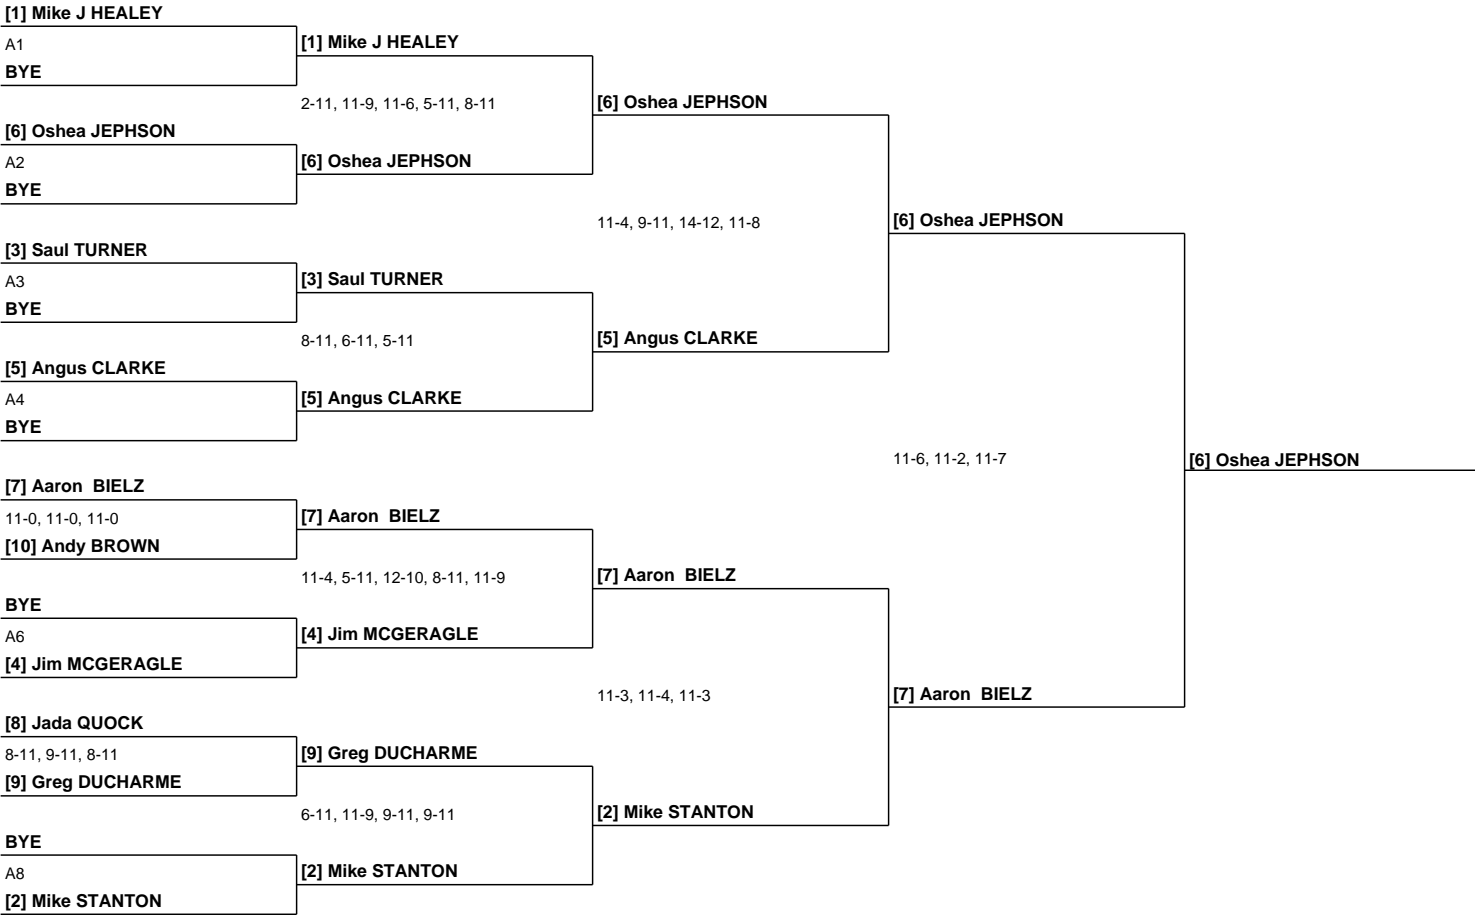 [1] Mike J HEALEY
A1
BYE
[1] Mike J HEALEY
2-11, 11-9, 11-6, 5-11, 8-11
[6] Oshea JEPHSON
[6] Oshea JEPHSON
A2
BYE
[6] Oshea JEPHSON
11-4, 9-11, 14-12, 11-8
[6] Oshea JEPHSON
[3] Saul TURNER
A3
BYE
[3] Saul TURNER
8-11, 6-11, 5-11
[5] Angus CLARKE
[5] Angus CLARKE
A4
BYE
[5] Angus CLARKE
11-6, 11-2, 11-7
[6] Oshea JEPHSON
[7] Aaron  BIELZ
11-0, 11-0, 11-0
[10] Andy BROWN
[7] Aaron  BIELZ
11-4, 5-11, 12-10, 8-11, 11-9
[7] Aaron  BIELZ
BYE
A6
[4] Jim MCGERAGLE
[4] Jim MCGERAGLE
11-3, 11-4, 11-3
[7] Aaron  BIELZ
[8] Jada QUOCK
8-11, 9-11, 8-11
[9] Greg DUCHARME
[9] Greg DUCHARME
6-11, 11-9, 9-11, 9-11
[2] Mike STANTON
BYE
A8
[2] Mike STANTON
[2] Mike STANTON